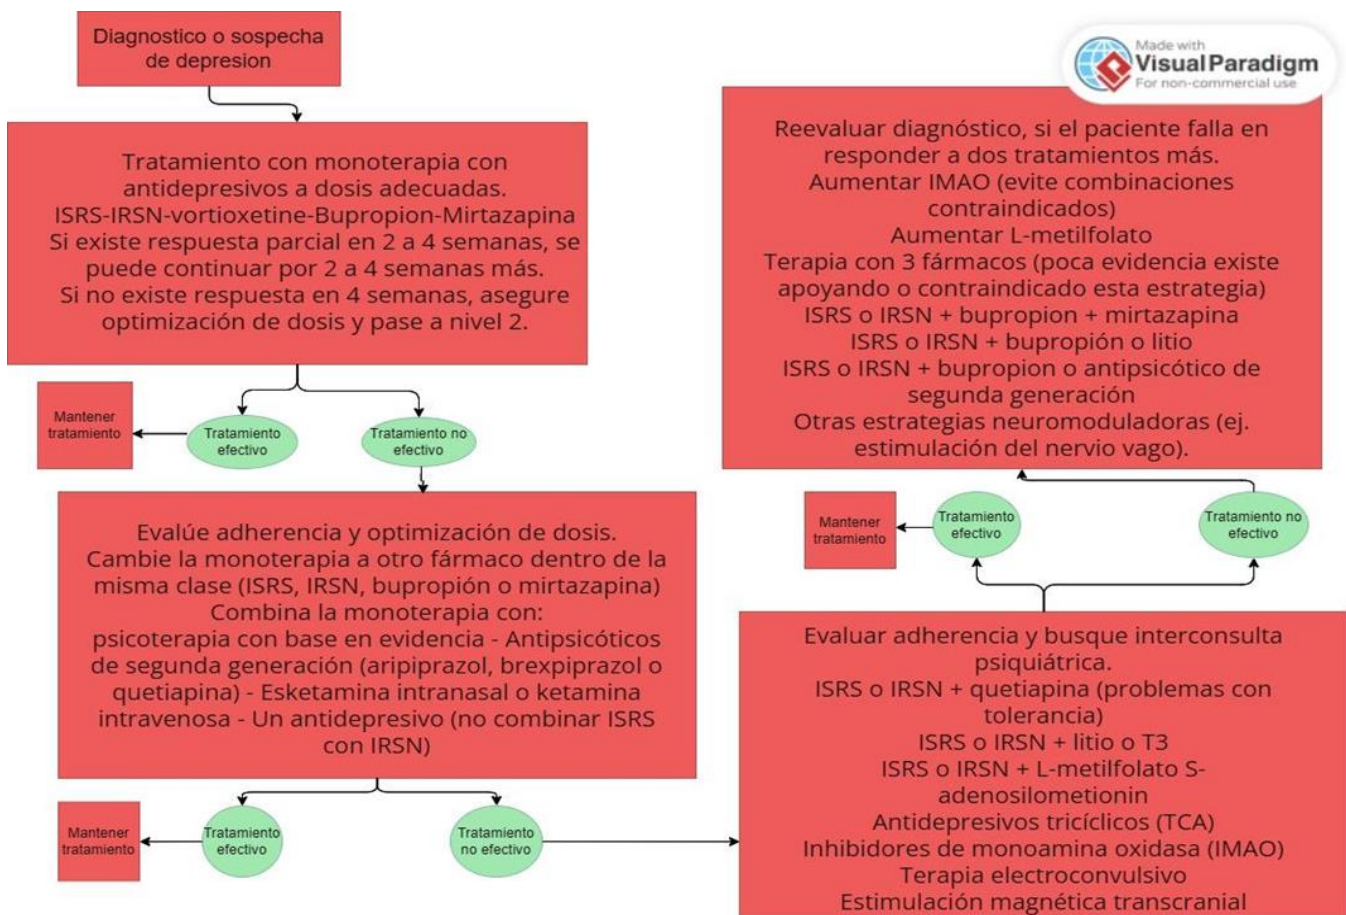 Diagnostico o sospecha
de depresion
Tratamiento con monoterapia con
antidepresivos a dosis adecuadas.
ISRS-IRSN-vortioxetine-Bupropion-Mirtazapina
Si existe respuesta parcial en 2 a 4 semanas, se
puede continuar por 2 a 4 semanas más.
Si no existe respuesta en 4 semanas, asegure
optimización de dosis y pase a nivel 2.
Mantener
tratamiento
Tratamiento
efectivo
Tratamiento no
efectivo
Evalúe adherencia y optimización de dosis.
Cambie la monoterapia a otro fármaco dentro de la
misma clase (ISRS, IRSN, bupropión o mirtazapina)
Combina la monoterapia con:
psicoterapia con base en evidencia - Antipsicóticos
de segunda generación (aripiprazol, brexpiprazol o
quetiapina) - Esketamina intranasal o ketamina
intravenosa - Un antidepresivo (no combinar ISRS
con IRSN)
Mantener
tratamiento
Tratamiento
efectivo
Tratamiento
no efectivo
Evaluar adherencia y busque interconsulta
psiquiátrica.
ISRS o IRSN + quetiapina (problemas con
tolerancia)
ISRS o IRSN + litio o T3
ISRS o IRSN + L-metilfolato S-
adenosilometionin
Antidepresivos tricíclicos (TCA)
Inhibidores de monoamina oxidasa (IMAO)
Terapia electroconvulsivo
Estimulación magnética transcranial
Mantener
tratamiento
Tratamiento
efectivo
Tratamiento no
efectivo
Reevaluar diagnóstico, si el paciente falla en
responder a dos tratamientos más.
Aumentar IMAO (evite combinaciones
contraindicados)
Aumentar L-metilfolato
Terapia con 3 fármacos (poca evidencia existe
apoyando o contraindicado esta estrategia)
ISRS o IRSN + bupropion + mirtazapina
ISRS o IRSN + bupropión o litio
ISRS o IRSN + bupropion o antipsicótico de
segunda generación
Otras estrategias neuromoduladoras (ej.
estimulación del nervio vago).
Made with
Visual Paradigm
For non-commercial use